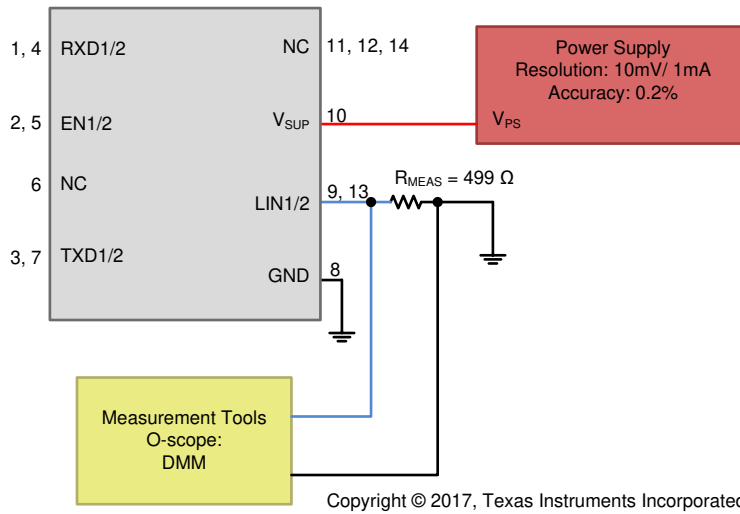 1, 4 RXD1/2 NC 11, 12, 14
2, 5 EN1/2 VSUP 10
6 NC
LIN1/2 9, 13
3, 7 TXD1/2
GND 8
Power Supply
Resolution: 10mV/ 1mA
Accuracy: 0.2%
VPS
RMEAS = 499 Ω
Measurement Tools
O-scope:
DMM
Copyright © 2017, Texas Instruments Incorporated